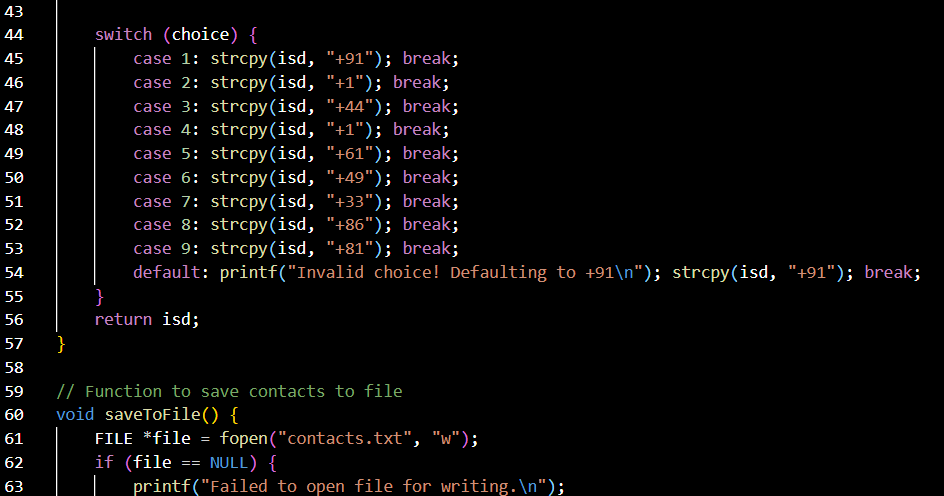 43
44 switch (choice) {
45 case 1: strcpy(isd, "+91"); break;
46 case 2: strcpy(isd, "+1"); break;
47 case 3: strcpy(isd, "+44"); break;
48 case 4: strcpy(isd, "+1"); break;
49 case 5: strcpy(isd, "+61"); break;
50 case 6: strcpy(isd, "+49"); break;
51 case 7: strcpy(isd, "+33"); break;
52 case 8: strcpy(isd, "+86"); break;
53 case 9: strcpy(isd, "+81"); break;
54 default: printf("Invalid choice! Defaulting to +91\n"); strcpy(isd, "+91"); break;
55 }
56 return isd;
57 }
58
59 // Function to save contacts to file
60 void saveToFile() {
61 FILE *file = fopen("contacts.txt", "w");
62 if (file == NULL) {
63 printf("Failed to open file for writing.\n");